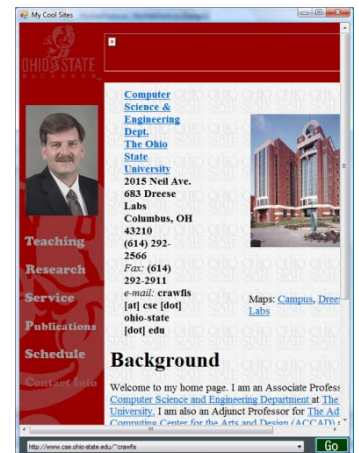 My Cool Sites
OHIO STATE
BUCKEYES
Computer
Science &
Engineering
Dept.
The Ohio
State
University
2015 Neil Ave.
683 Dreese
Labs
Columbus, OH
43210
(614) 292-
2566
Fax: (614)
292-2911
e-mail: crawfis
[at] cse [dot]
ohio-state
[dot] edu
Maps: Campus, Drees
Labs
Teaching
Research
Service
Publications
Schedule
Contact Info
Background
Welcome to my home page. I am an Associate Profess
Computer Science and Engineering Department at The
University. I am also an Adjunct Professor for The Ad
Computing Center for the Arts and Design (ACCAD)
http://www.cse.ohio-state.edu/~crawfis
Go